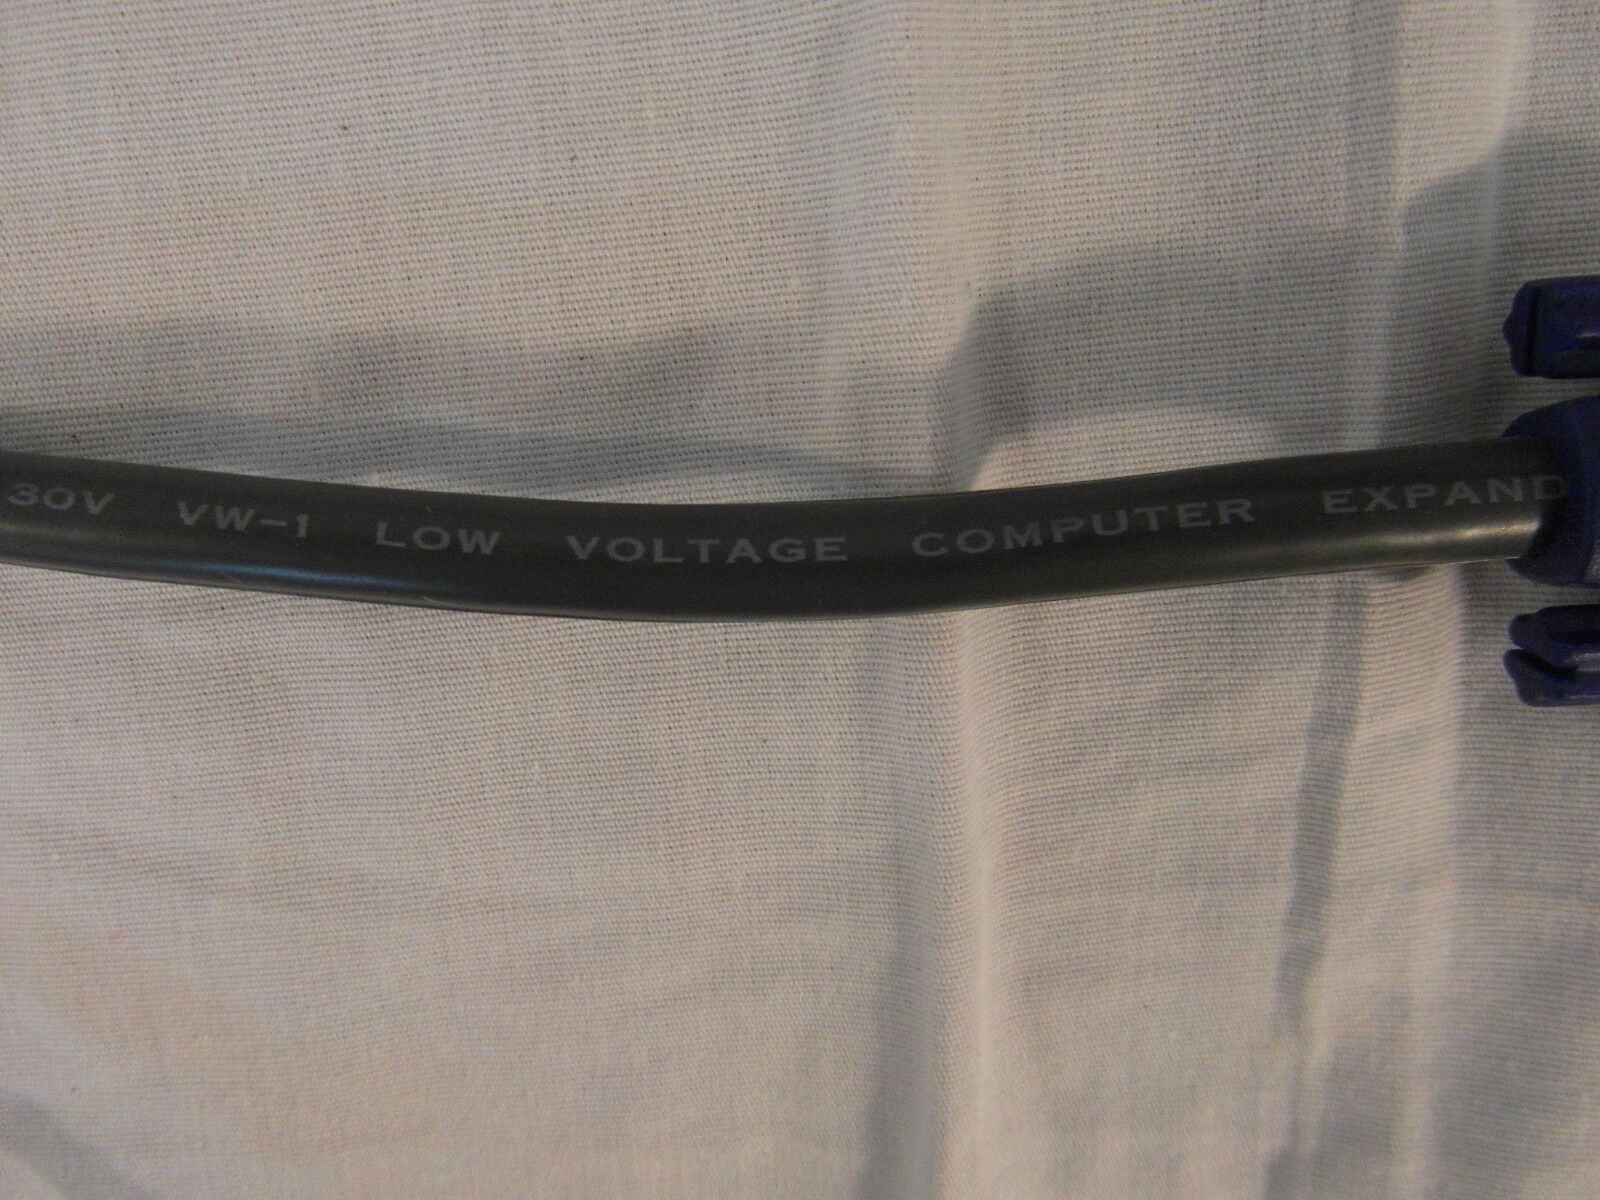 30V VW-1 LOW VOLTAGE COMPUTER EXPAND